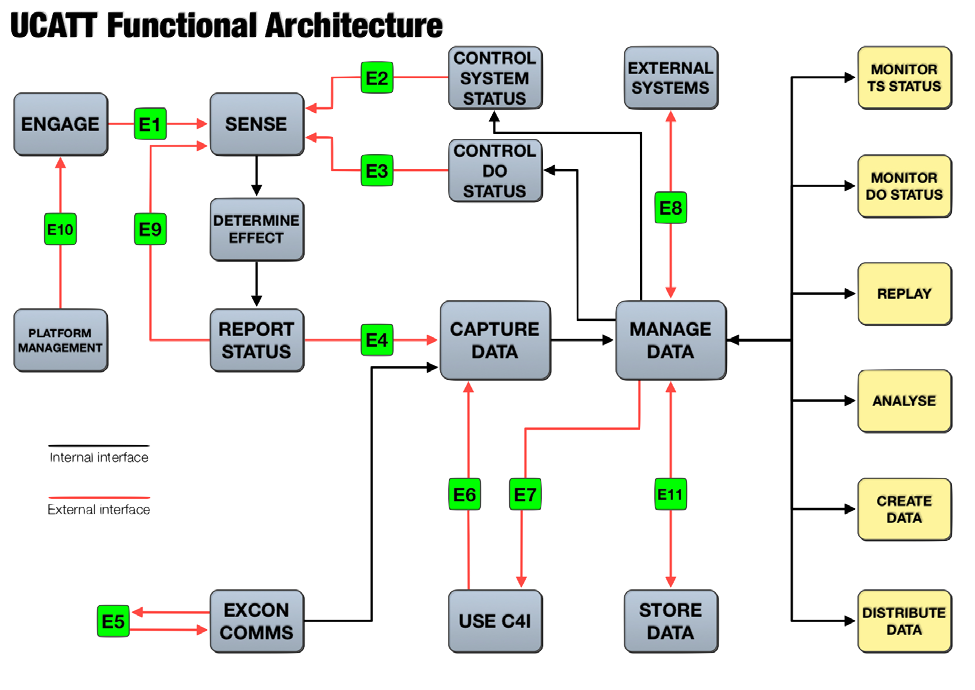 UCATT Functional Architecture
ENGAGE
E1
SENSE
E2
CONTROL
SYSTEM
STATUS
EXTERNAL
SYSTEMS
MONITOR
TS STATUS
E3
CONTROL
DO
STATUS
MONITOR
DO STATUS
E10
E9
DETERMINE
EFFECT
E8
REPLAY
PLATFORM
MANAGEMENT
REPORT
STATUS
E4
CAPTURE
DATA
MANAGE
DATA
ANALYSE
Internal interface
External interface
E6
E7
E11
CREATE
DATA
E5
EXCON
COMMS
USE C4I
STORE
DATA
DISTRIBUTE
DATA